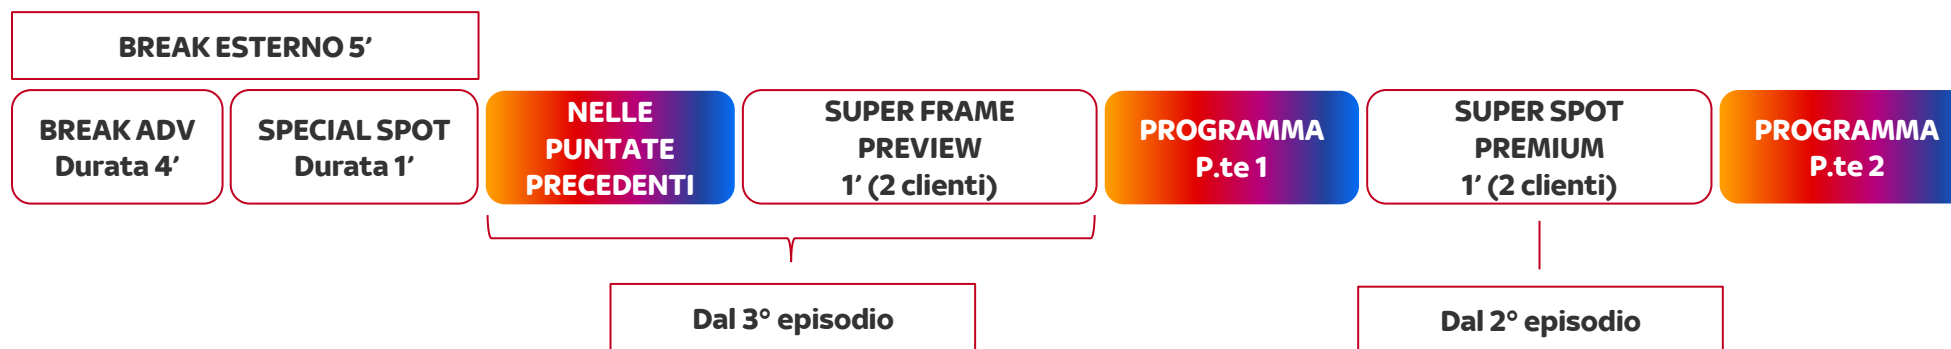 BREAK ESTERNO 5’
BREAK ADV
Durata 4’
SPECIAL SPOT
Durata 1’
NELLE
PUNTATE
PRECEDENTI
SUPER FRAME
PREVIEW
1’ (2 clienti)
PROGRAMMA
P.te 1
SUPER SPOT
PREMIUM
1’ (2 clienti)
PROGRAMMA
P.te 2
Dal 3° episodio
Dal 2° episodio